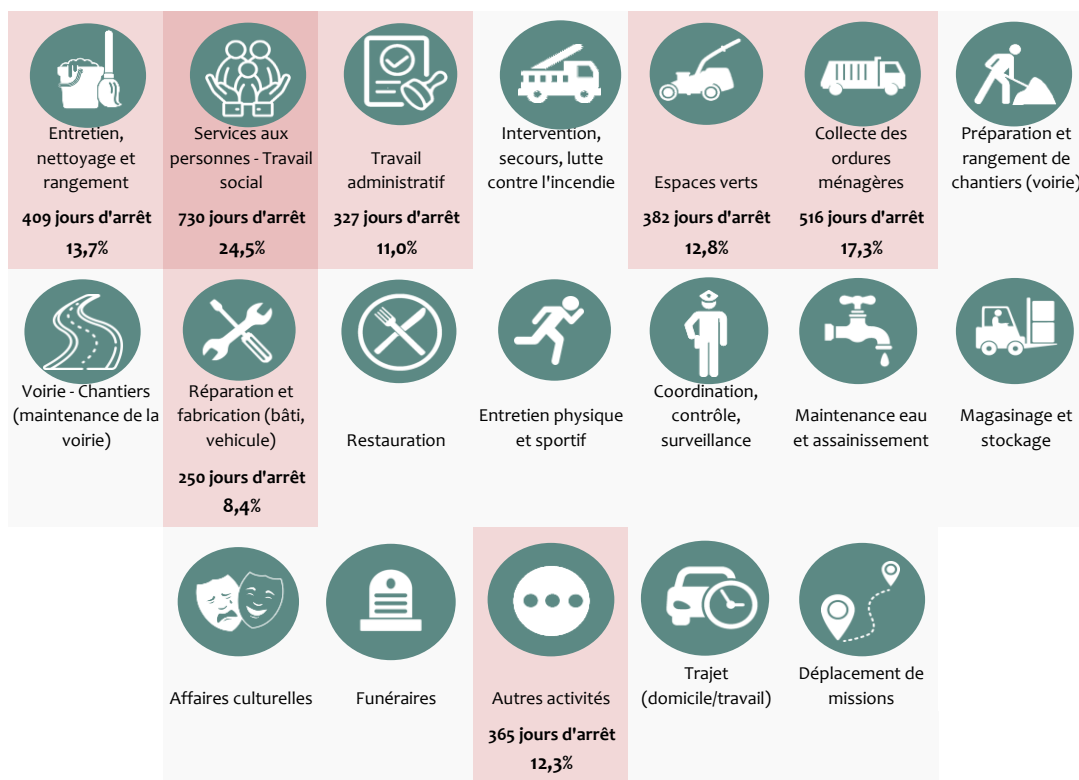 Entretien,
nettoyage et
rangement
409 jours d'arrêt
13,7%
Services aux
personnes - Travail
social
730 jours d'arrêt
24,5%
Travail
administratif
327 jours d'arrêt
11,0%
Intervention,
secours, lutte
contre l'incendie
Espaces verts
382 jours d'arrêt
12,8%
Collecte des
ordures
ménagères
516 jours d'arrêt
17,3%
Préparation et
rangement de
chantiers (voirie)
Voirie - Chantiers
(maintenance de la
voirie)
Réparation et
fabrication (bâti,
vehicule)
250 jours d'arrêt
8,4%
Restauration
Entretien physique
et sportif
Coordination,
contrôle,
surveillance
Maintenance eau
et assainissement
Magasinage et
stockage
Affaires culturelles
Funéraires
Autres activités
365 jours d'arrêt
12,3%
Trajet
(domicile/travail)
Déplacement de
missions